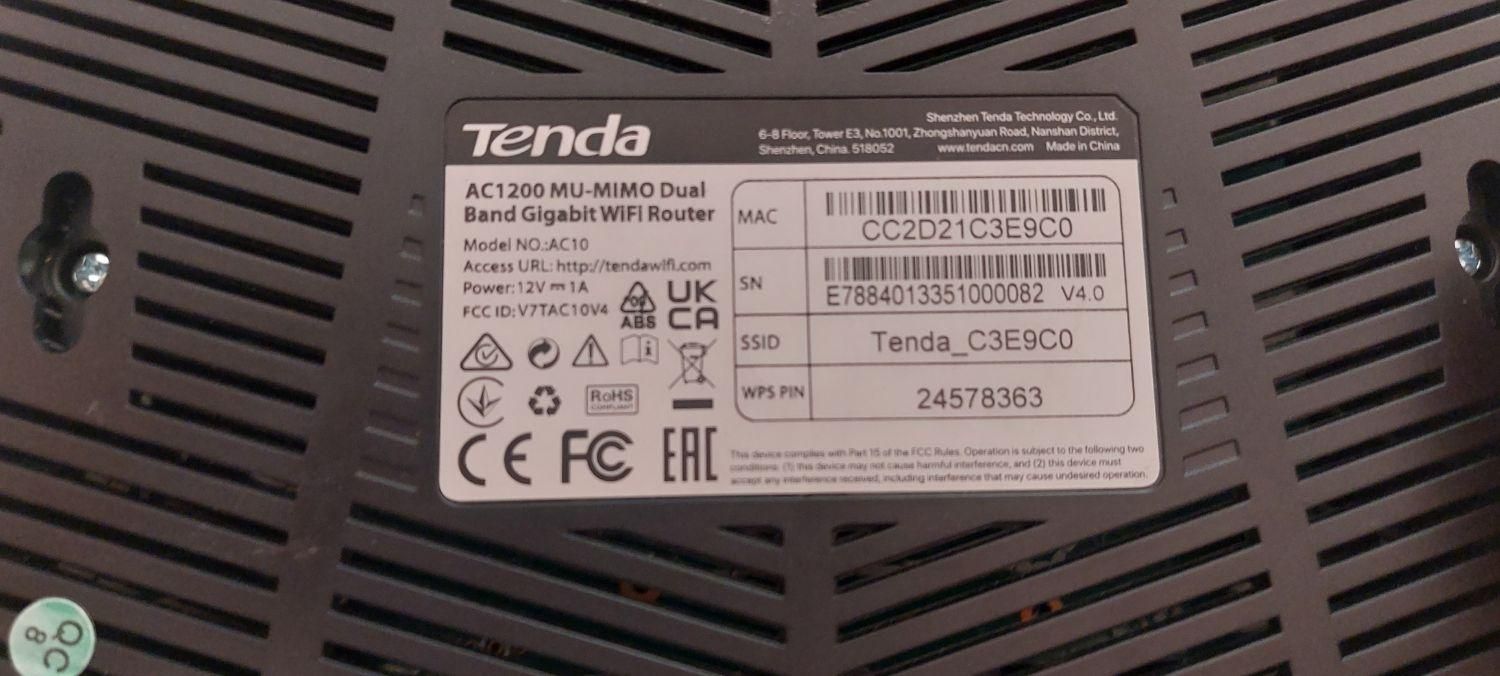 Tenda
Shenzhen Tenda Technology Co., Ltd.
6-8 Floor, Tower E3, No.1001, Zhongshanyuan Road, Nanshan District,
Shenzhen, China. 518052 www.tendacn.com Made in China
AC1200 MU-MIMO Dual
Band Gigabit WiFi Router
Model NO.:AC10
Access URL: http://tendawifi.com
Power:12V ⎓ 1A
FCC ID: V7TAC10V4
ABS
UK
CA
RoHS
COMPLIANT
CE FC EAC
MAC
CC2D21C3E9C0
SN
E7884013351000082 V4.0
SSID
Tenda_C3E9C0
WPS PIN
24578363
This device complies with Part 15 of the FCC Rules. Operation is subject to the following two
conditions: (1) this device may not cause harmful interference, and (2) this device must
accept any interference received, including interference that may cause undesired operation.
QC
8